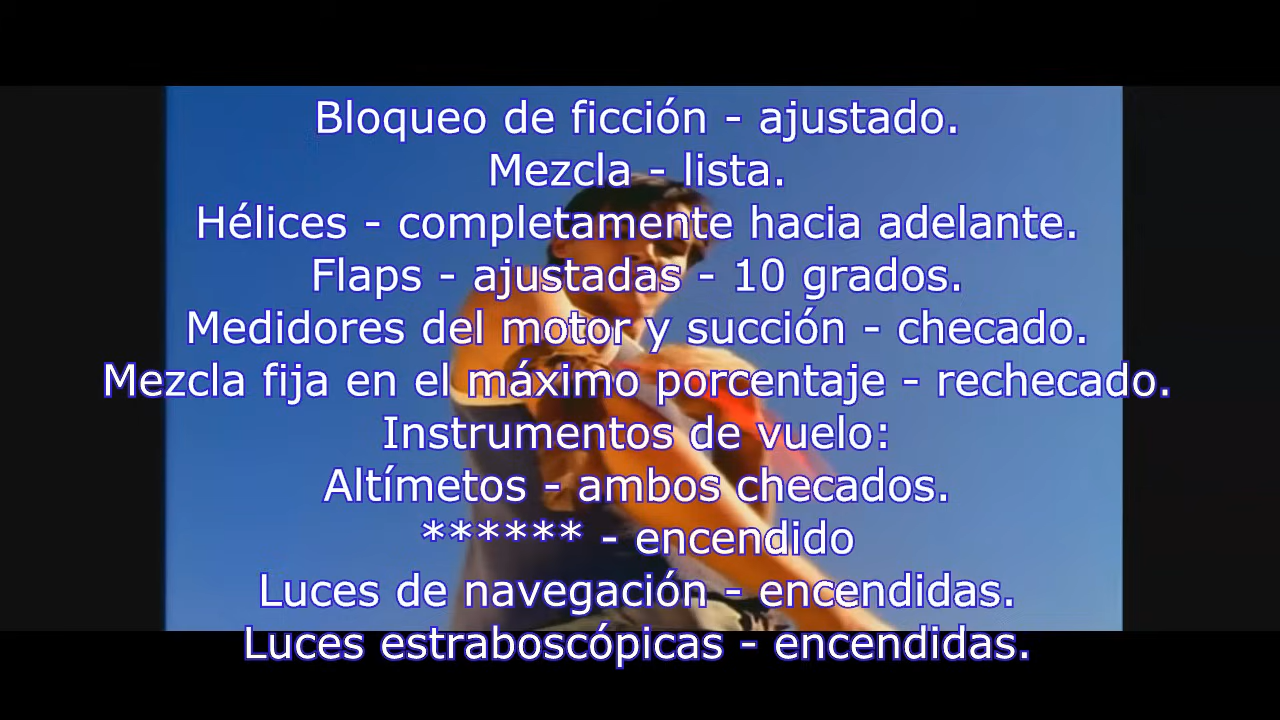 Bloqueo de ficción - ajustado.
Mezcla - lista.
Hélices - completamente hacia adelante.
Flaps - ajustadas - 10 grados.
Medidores del motor y succión - checado.
Mezcla fija en el máximo porcentaje - rechecado.
Instrumentos de vuelo:
Altímetos - ambos checados.
****** - encendido
Luces de navegación - encendidas.
Luces estraboscópicas - encendidas.